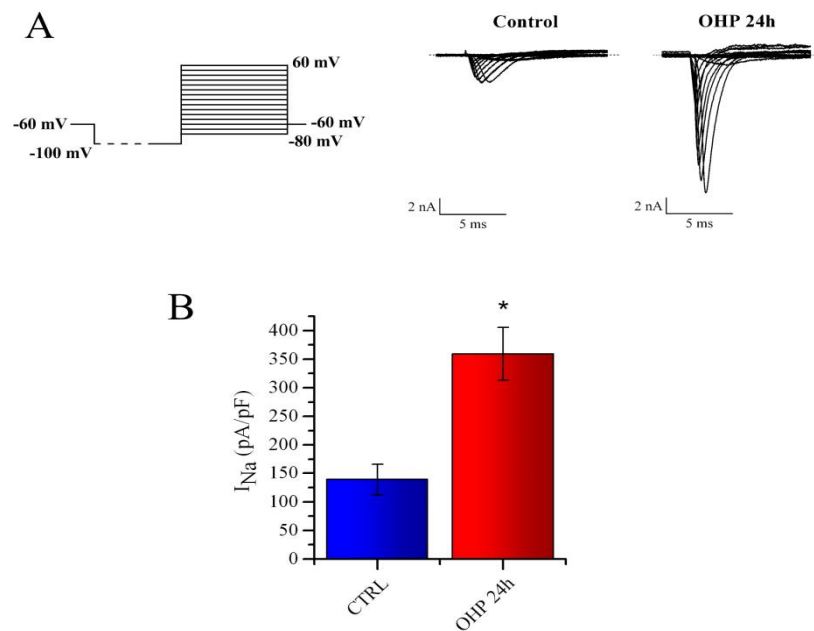 A
Control
OHP 24h
60 mV
-60 mV
-60 mV
-100 mV
-80 mV
2 nA
5 ms
2 nA
5 ms
B
*
400
350
300
250
200
150
100
50
0
I_Na (pA/pF)
CTRL
OHP 24h